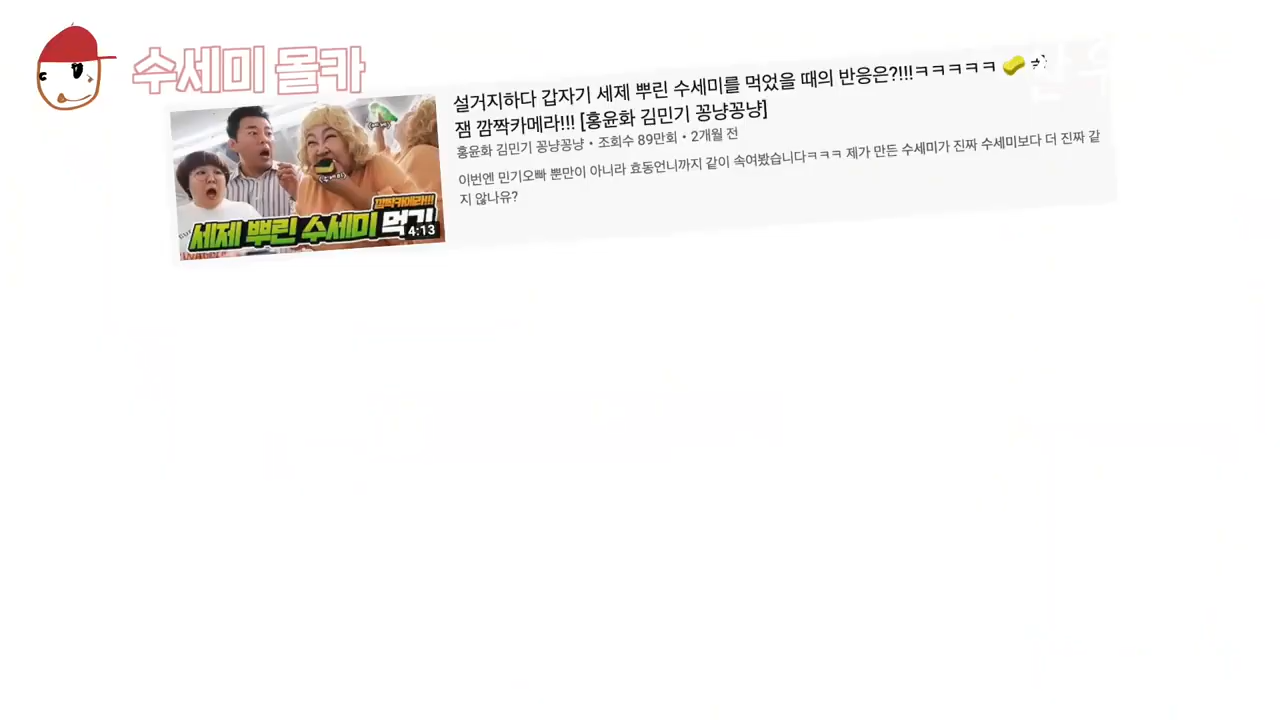 수세미 몰카
설거지하다 갑자기 세제 뿌린 수세미를 먹었을 때의 반응은?!!!ㅋㅋㅋㅋㅋ
잼 깜짝카메라!!! [홍윤화 김민기 꽁냥꽁냥]
홍윤화 김민기 꽁냥꽁냥 • 조회수 89만회 • 2개월 전
이번엔 민기오빠 뿐만이 아니라 효동언니까지 같이 속여봤습니다ㅋㅋㅋ 제가 만든 수세미가 진짜 수세미보다 더 진짜 같
지 않나유?
(수세미)
깜짝카메라!!!
세제 뿌린 수세미 먹기
4:13